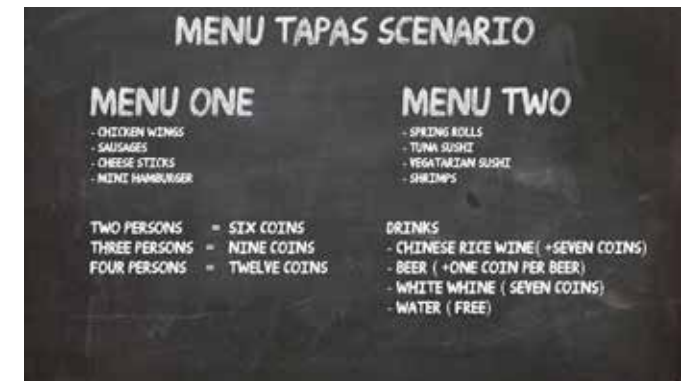 MENU TAPAS SCENARIO
MENU ONE
- CHICKEN WINGS
- SAUSAGES
- CHEESE STICKS
- MINI HAMBURGER
TWO PERSONS = SIX COINS
THREE PERSONS = NINE COINS
FOUR PERSONS = TWELVE COINS
MENU TWO
- SPRING ROLLS
- TUNA SUSHI
- VEGATARIAN SUSHI
- SHRIMPS
DRINKS
- CHINESE RICE WINE( +SEVEN COINS)
- BEER ( +ONE COIN PER BEER)
- WHITE WHINE ( SEVEN COINS)
- WATER ( FREE)